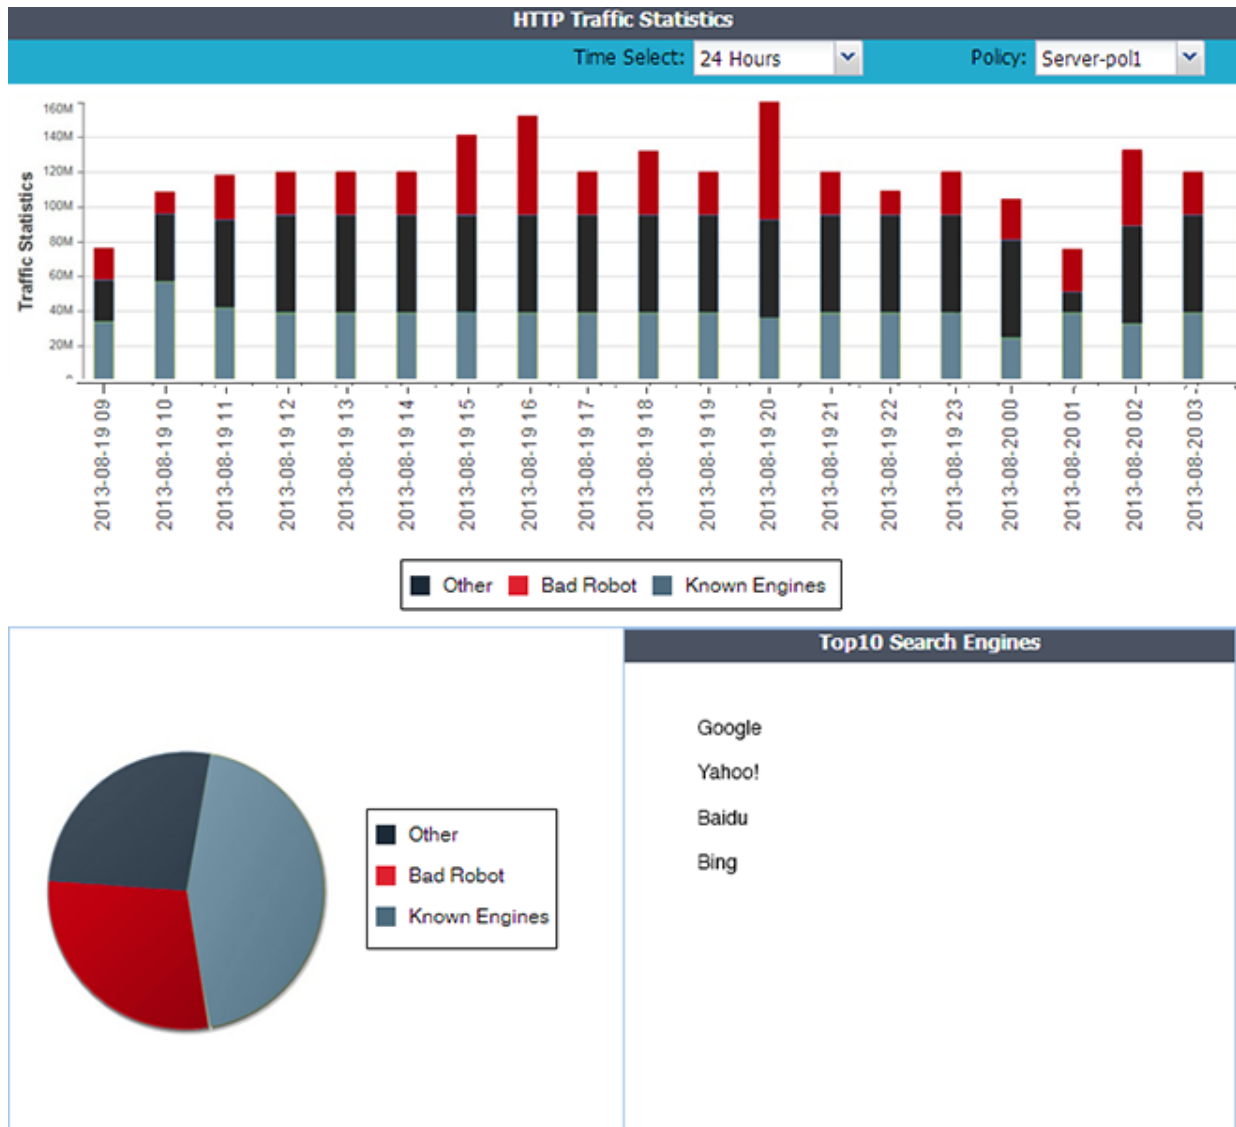 HTTP Traffic Statistics
Time Select: 24 Hours Policy: Server-pol1
Traffic Statistics
160M
140M
120M
100M
80M
60M
40M
20M
2013-08-19 09
2013-08-19 10
2013-08-19 11
2013-08-19 12
2013-08-19 13
2013-08-19 14
2013-08-19 15
2013-08-19 16
2013-08-19 17
2013-08-19 18
2013-08-19 19
2013-08-19 20
2013-08-19 21
2013-08-19 22
2013-08-19 23
2013-08-20 00
2013-08-20 01
2013-08-20 02
2013-08-20 03
Other Bad Robot Known Engines
Other
Bad Robot
Known Engines
Top10 Search Engines
Google
Yahoo!
Baidu
Bing